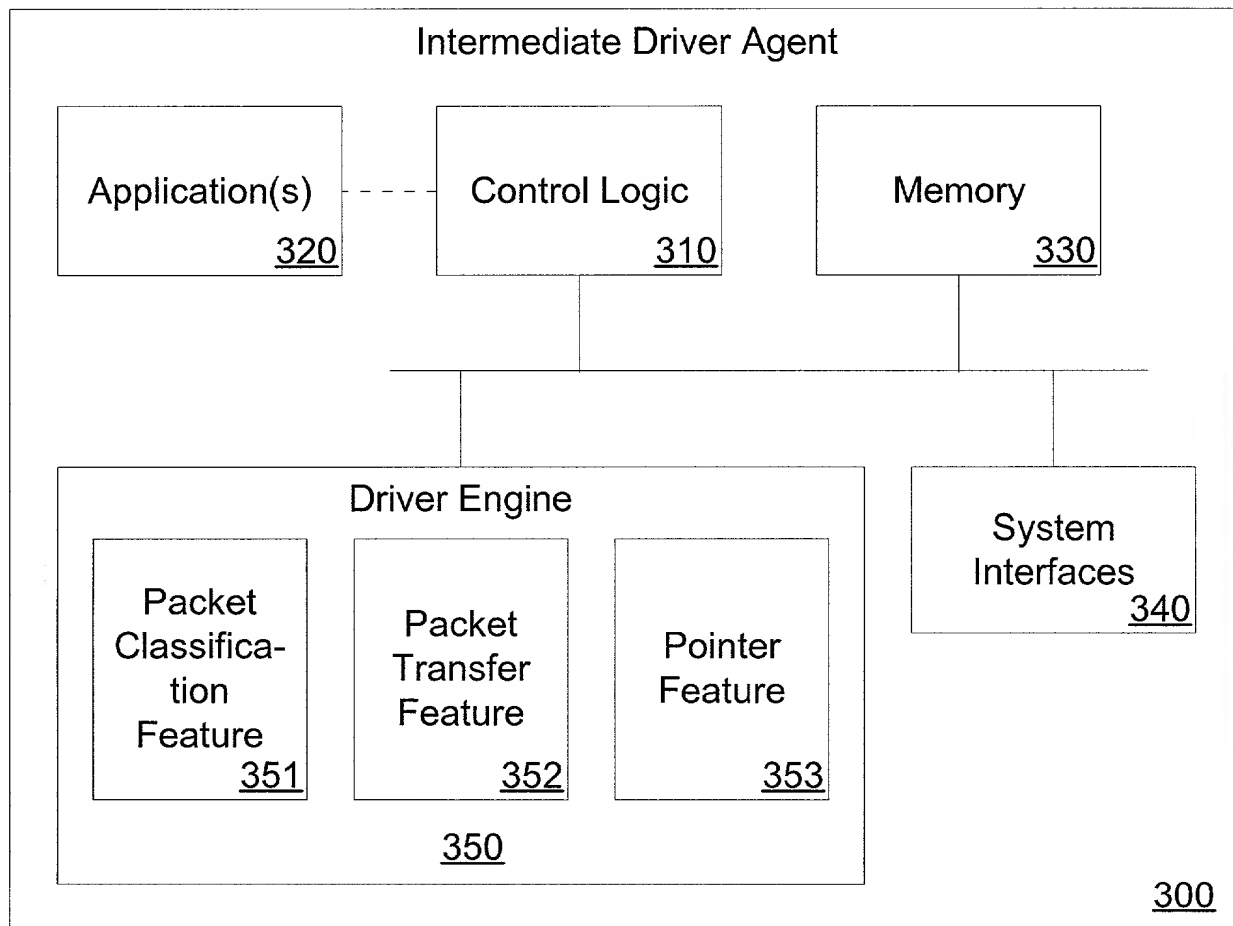 Intermediate Driver Agent
Application(s)
320
Control Logic
310
Memory
330
Driver Engine
Packet
Classifica-
tion
Feature
351
Packet
Transfer
Feature
352
Pointer
Feature
353
350
System
Interfaces
340
300